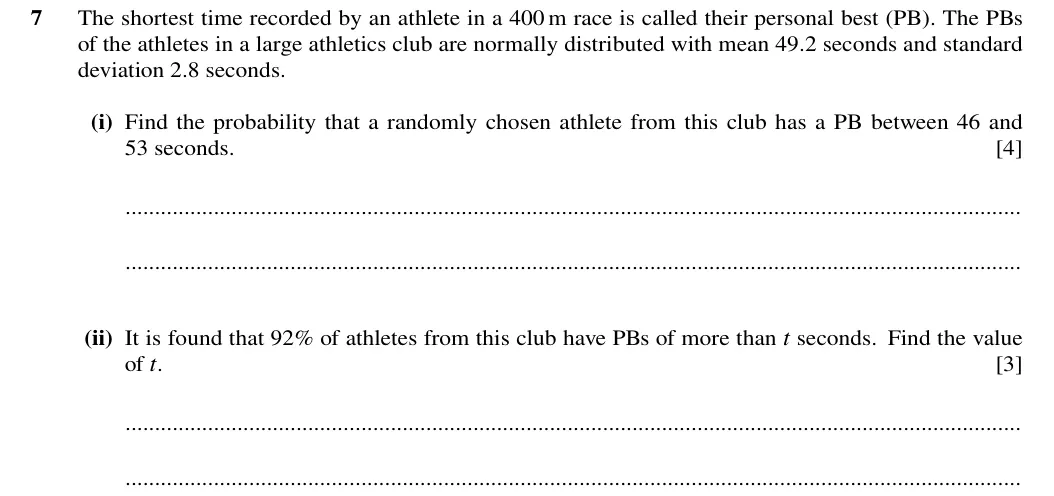 7 The shortest time recorded by an athlete in a 400 m race is called their personal best (PB). The PBs
of the athletes in a large athletics club are normally distributed with mean 49.2 seconds and standard
deviation 2.8 seconds.
(i) Find the probability that a randomly chosen athlete from this club has a PB between 46 and
53 seconds. [4]
(ii) It is found that 92% of athletes from this club have PBs of more than t seconds. Find the value
of t. [3]